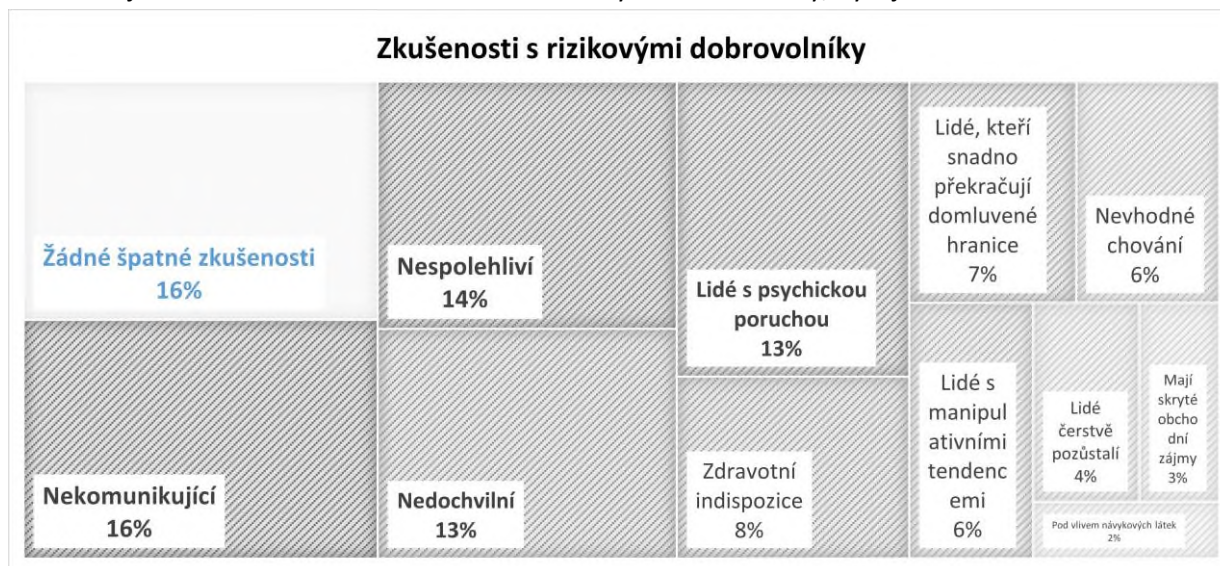 Zkušenosti s rizikovými dobrovolníky
Žádné špatné zkušenosti
16%
Nekomunikující
16%
Nespolehliví
14%
Nedochvilní
13%
Lidé s psychickou
poruchou
13%
Zdravotní
indispozice
8%
Lidé, kteří
snadno
překračují
domluvené
hranice
7%
Nevhodné
chování
6%
Lidé s
manipul
ativními
tendenc
emi
6%
Lidé
čerstvě
pozůstalí
4%
Mají
skryté
obcho
dní
zájmy
3%
Pod vlivem návykových látek
2%